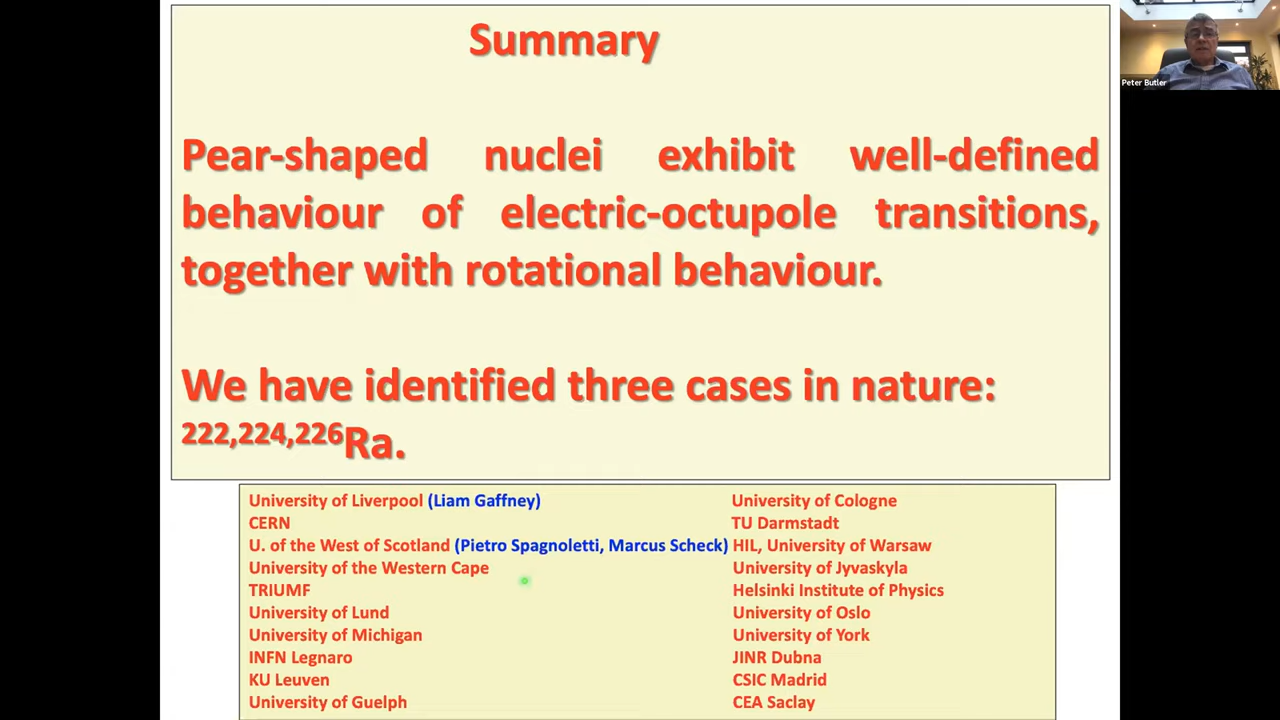 Summary
Pear-shaped nuclei exhibit well-defined
behaviour of electric-octupole transitions,
together with rotational behaviour.
We have identified three cases in nature:
²²²,²²⁴,²²⁶Ra.
University of Liverpool (Liam Gaffney)
CERN
U. of the West of Scotland (Pietro Spagnoletti, Marcus Scheck)
University of the Western Cape
TRIUMF
University of Lund
University of Michigan
INFN Legnaro
KU Leuven
University of Guelph
University of Cologne
TU Darmstadt
HIL, University of Warsaw
University of Jyvaskyla
Helsinki Institute of Physics
University of Oslo
University of York
JINR Dubna
CSIC Madrid
CEA Saclay
Peter Butler